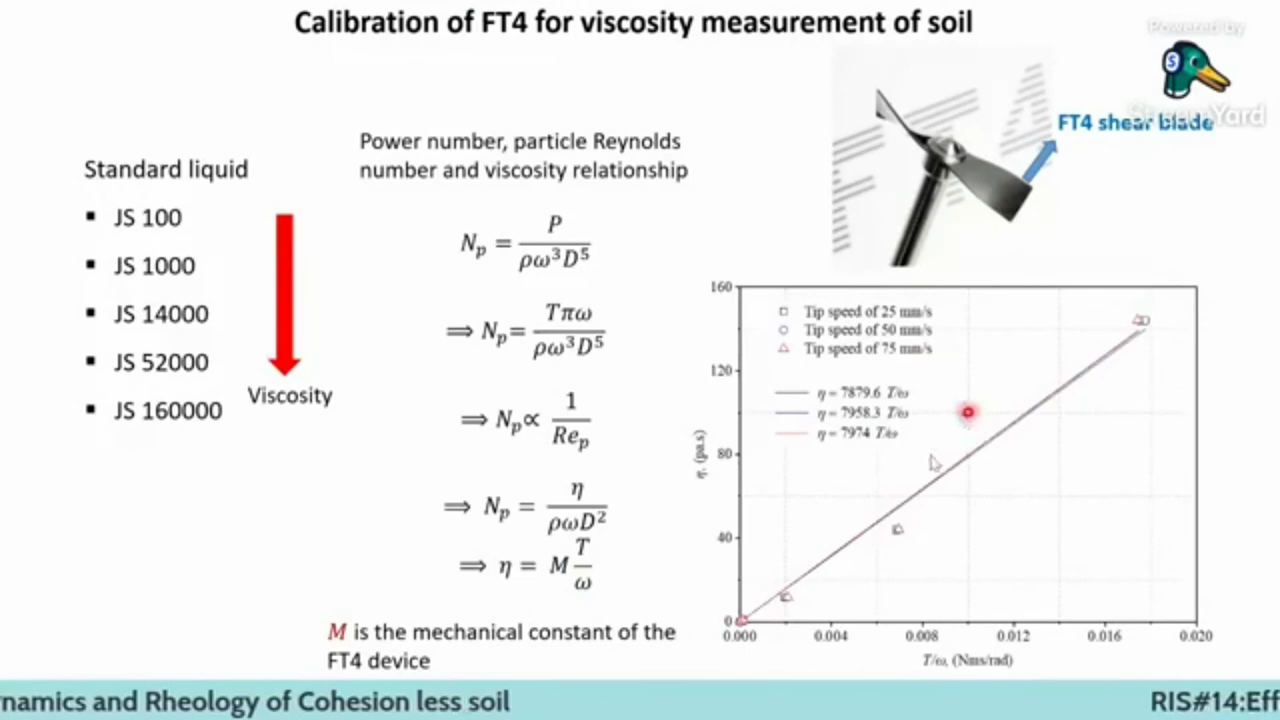 Calibration of FT4 for viscosity measurement of soil
Powered by
StreamYard
FT4 shear blade
Standard liquid
▪ JS 100
▪ JS 1000
▪ JS 14000
▪ JS 52000
▪ JS 160000
Viscosity
Power number, particle Reynolds
number and viscosity relationship
N_p = P / ρω³D⁵
⟹ N_p = Tπω / ρω³D⁵
⟹ N_p ∝ 1 / Re_p
⟹ N_p = η / ρωD²
⟹ η = M T / ω
M is the mechanical constant of the
FT4 device
160
120
80
40
0
η, (pa.s)
Tip speed of 25 mm/s
Tip speed of 50 mm/s
Tip speed of 75 mm/s
η = 7879.6 T/ω
η = 7958.3 T/ω
η = 7974 T/ω
0.000 0.004 0.008 0.012 0.016 0.020
T/ω, (Nms/rad)
namics and Rheology of Cohesion less soil
RIS#14:Eff